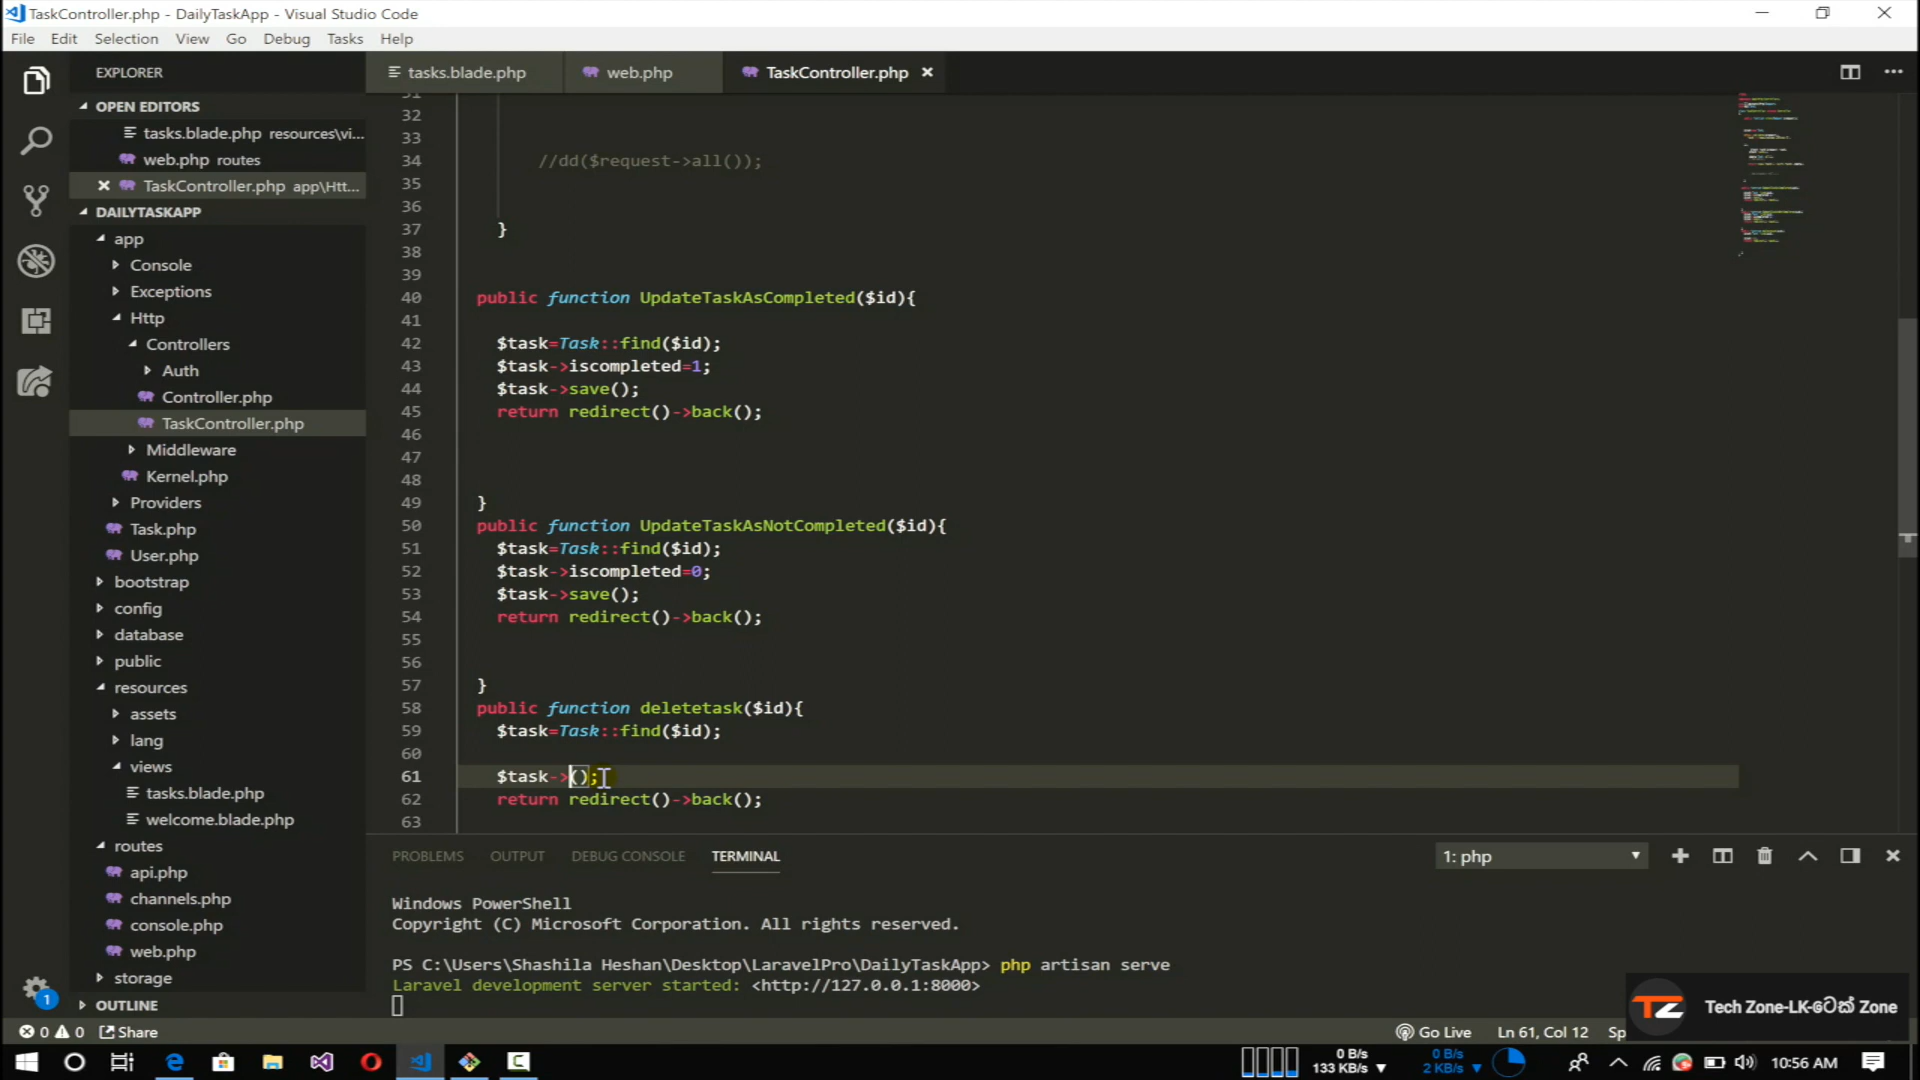 TaskController.php - DailyTaskApp - Visual Studio Code
File Edit Selection View Go Debug Tasks Help
EXPLORER
OPEN EDITORS
tasks.blade.php resources\vi...
web.php routes
TaskController.php app\Htt...
DAILYTASKAPP
app
Console
Exceptions
Http
Controllers
Auth
Controller.php
TaskController.php
Middleware
Kernel.php
Providers
Task.php
User.php
bootstrap
config
database
public
resources
assets
lang
views
tasks.blade.php
welcome.blade.php
routes
api.php
channels.php
console.php
web.php
storage
OUTLINE
tasks.blade.php web.php TaskController.php
31
32
33
34 //dd($request->all());
35
36
37 }
38
39
40 public function UpdateTaskAsCompleted($id){
41
42 $task=Task::find($id);
43 $task->iscompleted=1;
44 $task->save();
45 return redirect()->back();
46
47
48
49 }
50 public function UpdateTaskAsNotCompleted($id){
51 $task=Task::find($id);
52 $task->iscompleted=0;
53 $task->save();
54 return redirect()->back();
55
56
57 }
58 public function deletetask($id){
59 $task=Task::find($id);
60
61 $task->();
62 return redirect()->back();
63
PROBLEMS OUTPUT DEBUG CONSOLE TERMINAL 1: php
Windows PowerShell
Copyright (C) Microsoft Corporation. All rights reserved.
PS C:\Users\Shashila Heshan\Desktop\LaravelPro\DailyTaskApp> php artisan serve
Laravel development server started: <http://127.0.0.1:8000>
TZ Tech Zone-LK-ටෙක් Zone
1
0 0 Share Go Live Ln 61, Col 12 Sp
0 B/s 0 B/s
133 KB/s 2 KB/s
10:56 AM